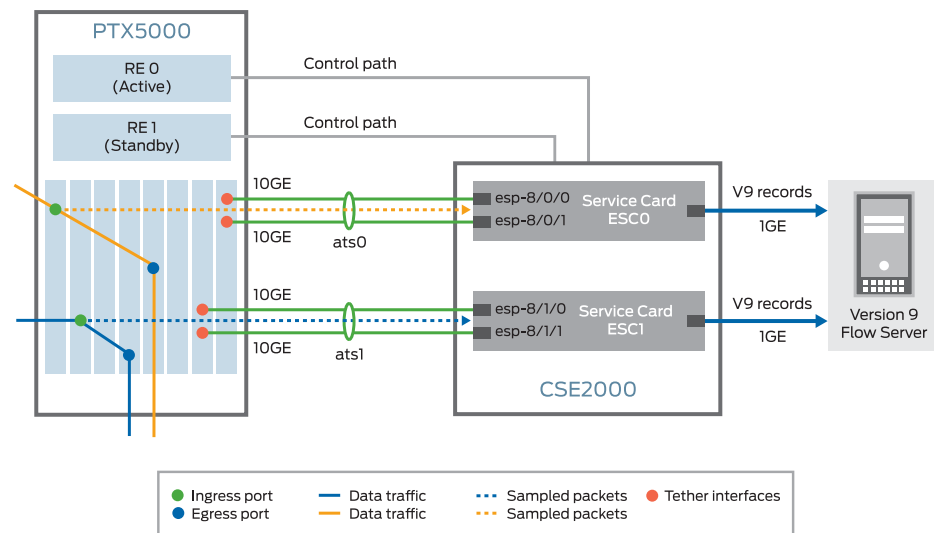 PTX5000
RE 0
(Active)
Control path
RE 1
(Standby)
Control path
10GE
10GE
ats0
esp-8/0/0
esp-8/0/1
Service Card
ESC0
V9 records
1GE
10GE
10GE
ats1
esp-8/1/0
esp-8/1/1
Service Card
ESC1
V9 records
1GE
Version 9
Flow Server
CSE2000
Ingress port
Data traffic
Sampled packets
Tether interfaces
Egress port
Data traffic
Sampled packets